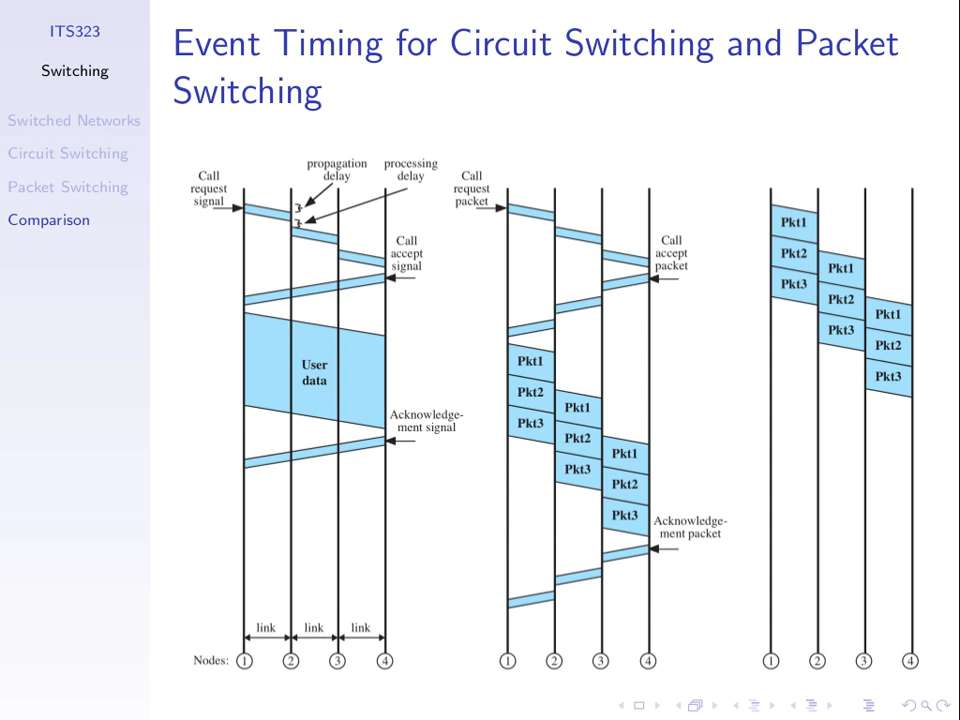 ITS323
Switching
Switched Networks
Circuit Switching
Packet Switching
Comparison
Event Timing for Circuit Switching and Packet
Switching
Call
request
signal
propagation
delay
processing
delay
Call
accept
signal
User
data
Acknowledge-
ment signal
link
link
link
Nodes:
1
2
3
4
Call
request
packet
Call
accept
packet
Pkt1
Pkt2
Pkt3
Pkt1
Pkt2
Pkt3
Pkt1
Pkt2
Pkt3
Acknowledge-
ment packet
1
2
3
4
Pkt1
Pkt2
Pkt3
Pkt1
Pkt2
Pkt3
Pkt1
Pkt2
Pkt3
1
2
3
4